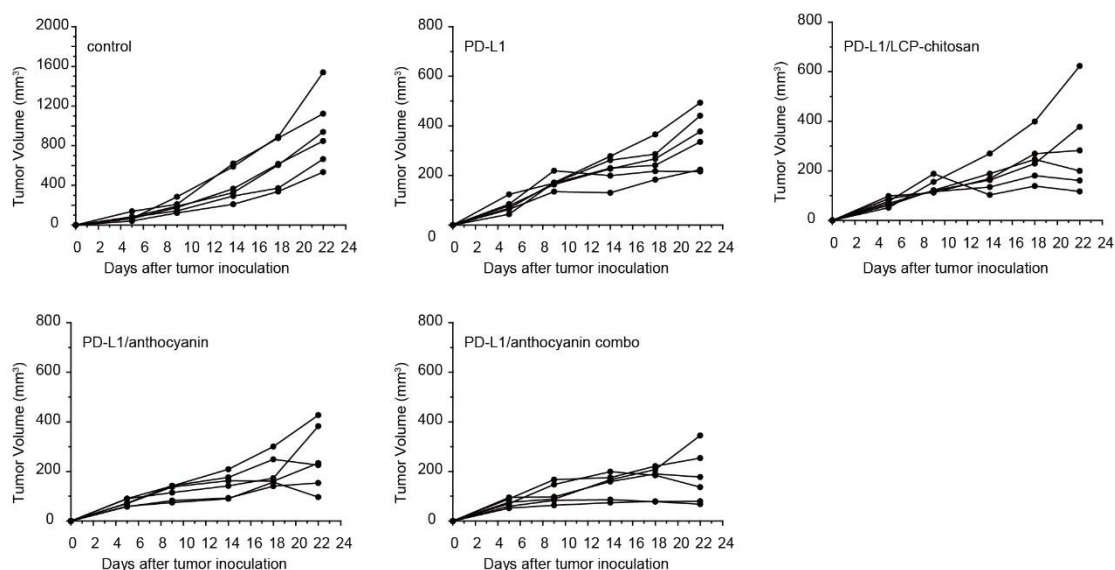 control
Tumor Volume (mm³)
2000
1600
1200
800
400
0
0 2 4 6 8 10 12 14 16 18 20 22 24
Days after tumor inoculation
PD-L1
Tumor Volume (mm³)
800
600
400
200
0
0 2 4 6 8 10 12 14 16 18 20 22 24
Days after tumor inoculation
PD-L1/LCP-chitosan
Tumor Volume (mm³)
800
600
400
200
0
0 2 4 6 8 10 12 14 16 18 20 22 24
Days after tumor inoculation
PD-L1/anthocyanin
Tumor Volume (mm³)
800
600
400
200
0
0 2 4 6 8 10 12 14 16 18 20 22 24
Days after tumor inoculation
PD-L1/anthocyanin combo
Tumor Volume (mm³)
800
600
400
200
0
0 2 4 6 8 10 12 14 16 18 20 22 24
Days after tumor inoculation